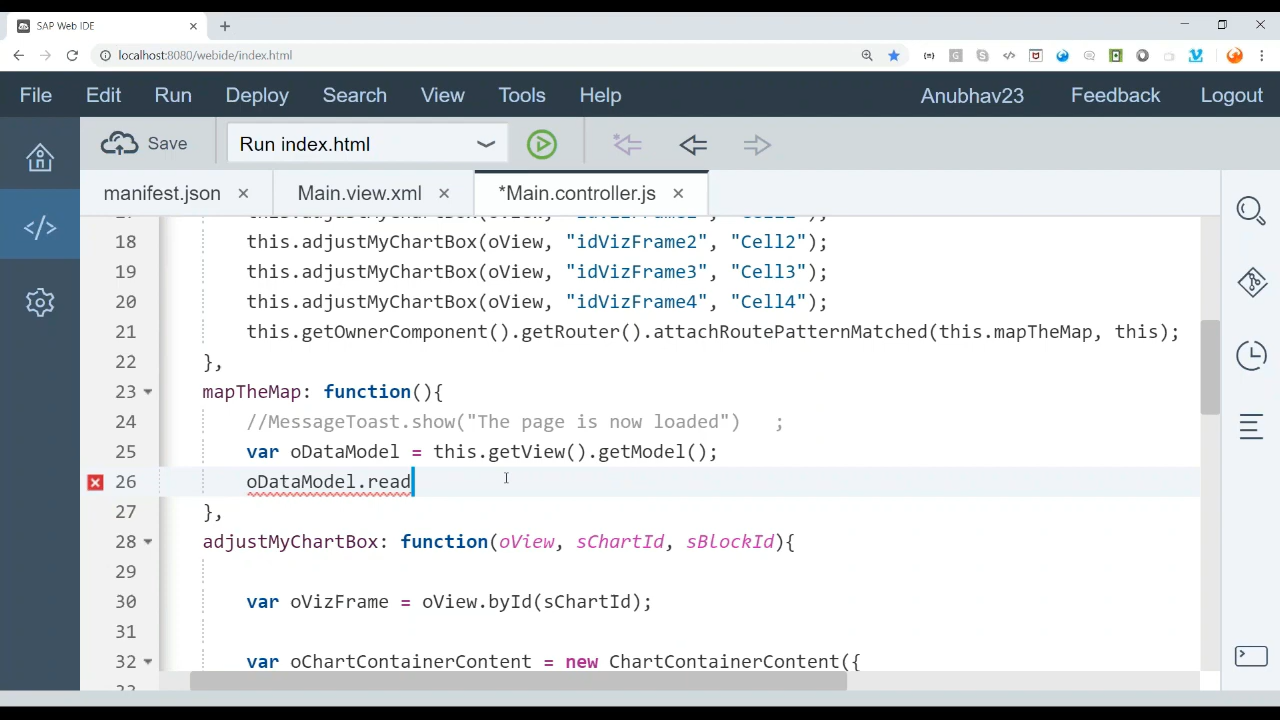 SAP Web IDE
localhost:8080/webide/index.html
File Edit Run Deploy Search View Tools Help Anubhav23 Feedback Logout
Save Run index.html
manifest.json Main.view.xml *Main.controller.js
18 this.adjustMyChartBox(oView, "idVizFrame2", "Cell2");
19 this.adjustMyChartBox(oView, "idVizFrame3", "Cell3");
20 this.adjustMyChartBox(oView, "idVizFrame4", "Cell4");
21 this.getOwnerComponent().getRouter().attachRoutePatternMatched(this.mapTheMap, this);
22 },
23 mapTheMap: function(){
24 //MessageToast.show("The page is now loaded") ;
25 var oDataModel = this.getView().getModel();
26 oDataModel.read
27 },
28 adjustMyChartBox: function(oView, sChartId, sBlockId){
29
30 var oVizFrame = oView.byId(sChartId);
31
32 var oChartContainerContent = new ChartContainerContent({